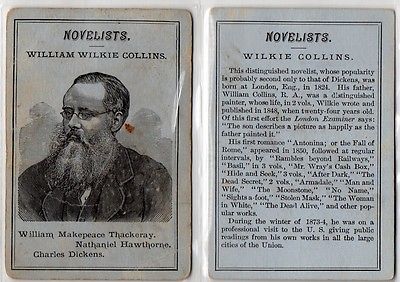 NOVELISTS.
WILLIAM WILKIE COLLINS.
William Makepeace Thackeray.
Nathaniel Hawthorne.
Charles Dickens.
NOVELISTS.
WILKIE COLLINS.
This distinguished novelist, whose popularity
is probably second only to that of Dickens, was
born at London, Eng., in 1824. His father,
William Collins, R. A., was a distinguished
painter, whose life, in 2 vols., Wilkie wrote and
published in 1848, when twenty-four years old.
Of this first effort the London Examiner says:
"The son describes a picture as happily as the
father painted it."
His first romance "Antonina; or the Fall of
Rome," appeared in 1850, followed at regular
intervals, by "Rambles beyond Railways,"
"Basil," in 3 vols., "Mr. Wray's Cash Box,"
"Hide and Seek," 3 vols., "After Dark," "The
Dead Secret," 2 vols., "Armadale," "Man and
Wife," "The Moonstone," "No Name,"
"Sights a-foot," "Stolen Mask," "The Woman
in White," "The Dead Alive," and other pop-
ular works.
During the winter of 1873-4, he was on a
professional visit to the U. S. giving public
readings from his own works in all the large
cities of the Union.